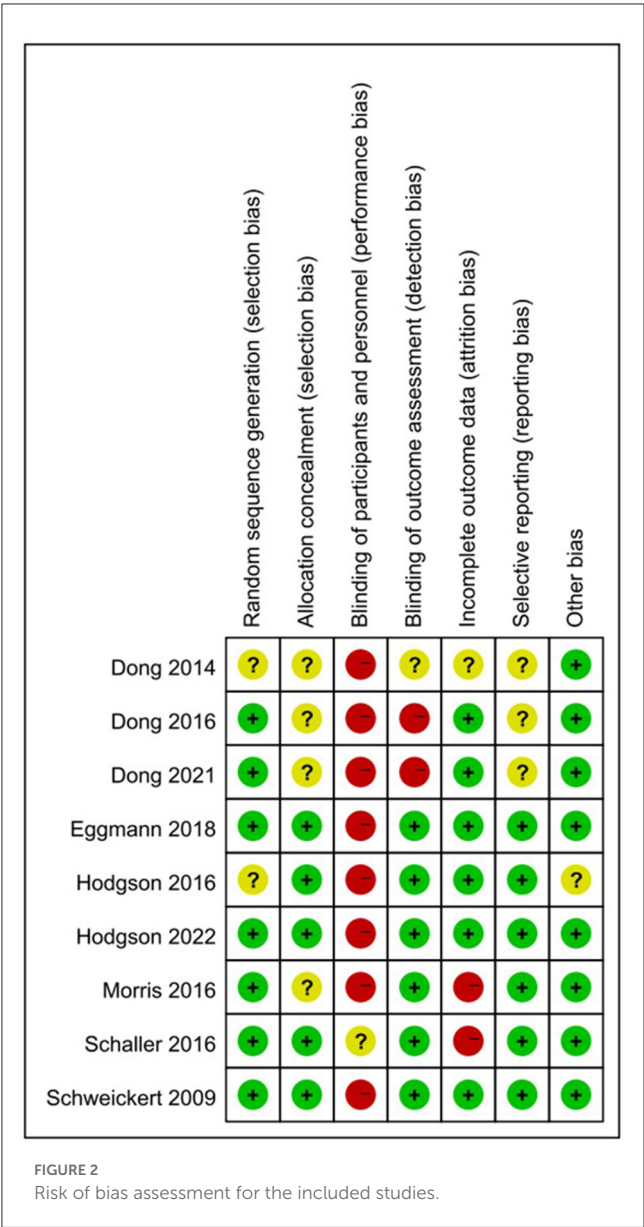 Random sequence generation (selection bias)
Allocation concealment (selection bias)
Blinding of participants and personnel (performance bias)
Blinding of outcome assessment (detection bias)
Incomplete outcome data (attrition bias)
Selective reporting (reporting bias)
Other bias
Dong 2014 ? ? - ? ? ? +
Dong 2016 + ? - - + ? +
Dong 2021 + ? - - + ? +
Eggmann 2018 + + - + + + +
Hodgson 2016 ? + - + + + ?
Hodgson 2022 + + - + + + +
Morris 2016 + ? - + - + +
Schaller 2016 + + ? + - + +
Schweickert 2009 + + - + + + +
FIGURE 2
Risk of bias assessment for the included studies.